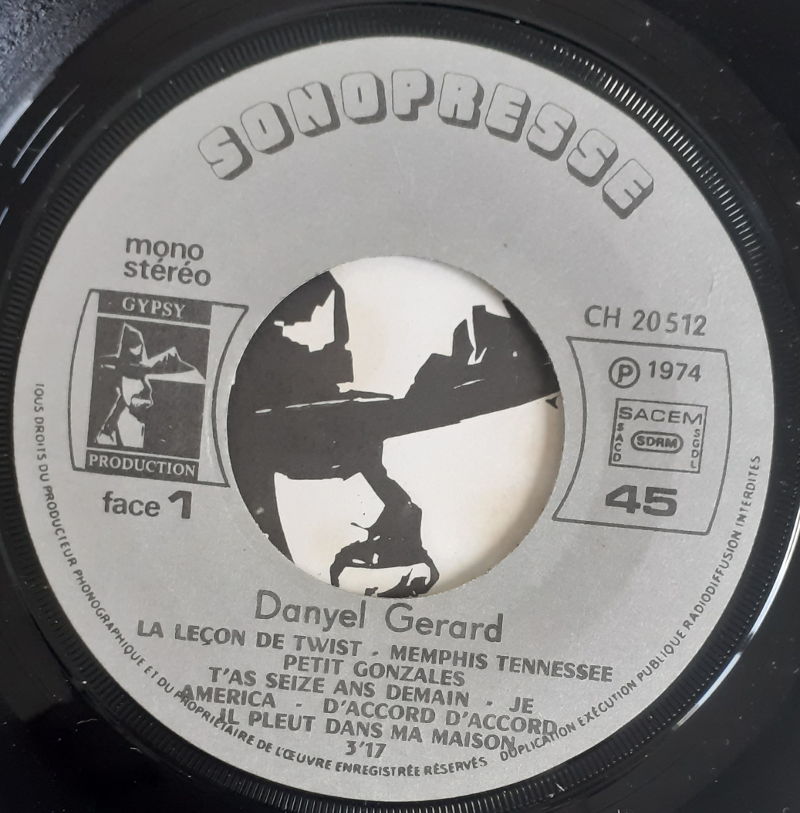 SONOPRESSE
mono
stéréo
GYPSY
PRODUCTION
face 1
CH 20512
Ⓟ 1974
SACEM
SACD
SDRM
SGDL
45
Danyel Gerard
LA LEÇON DE TWIST - MEMPHIS TENNESSEE
PETIT GONZALES
T'AS SEIZE ANS DEMAIN - JE
AMERICA - D'ACCORD D'ACCORD
IL PLEUT DANS MA MAISON
3'17
TOUS DROITS DU PRODUCTEUR PHONOGRAPHIQUE ET DU PROPRIÉTAIRE DE L'ŒUVRE ENREGISTRÉE RÉSERVÉS DUPLICATION EXÉCUTION PUBLIQUE RADIODIFFUSION INTERDITES